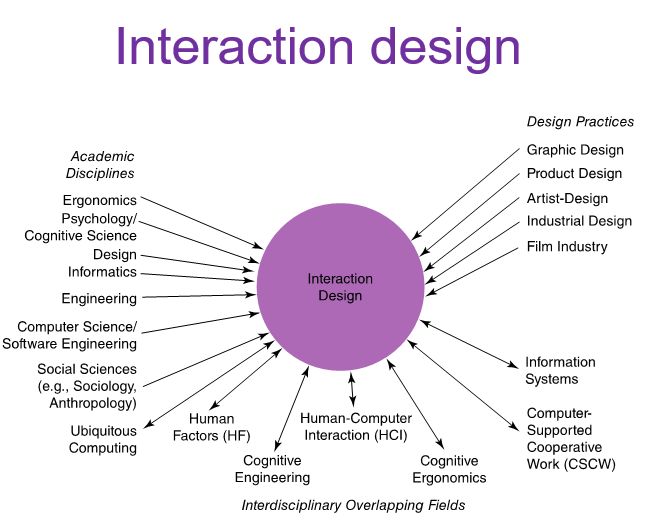 Interaction design
Academic
Disciplines
Ergonomics
Psychology/
Cognitive Science
Design
Informatics
Engineering
Computer Science/
Software Engineering
Social Sciences
(e.g., Sociology,
Anthropology)
Ubiquitous
Computing
Interaction
Design
Design Practices
Graphic Design
Product Design
Artist-Design
Industrial Design
Film Industry
Information
Systems
Computer-
Supported
Cooperative
Work (CSCW)
Human
Factors (HF)
Cognitive
Engineering
Human-Computer
Interaction (HCI)
Cognitive
Ergonomics
Interdisciplinary Overlapping Fields